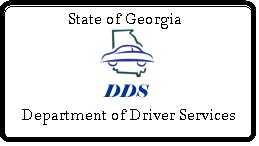 State of Georgia
DDS
Department of Driver Services